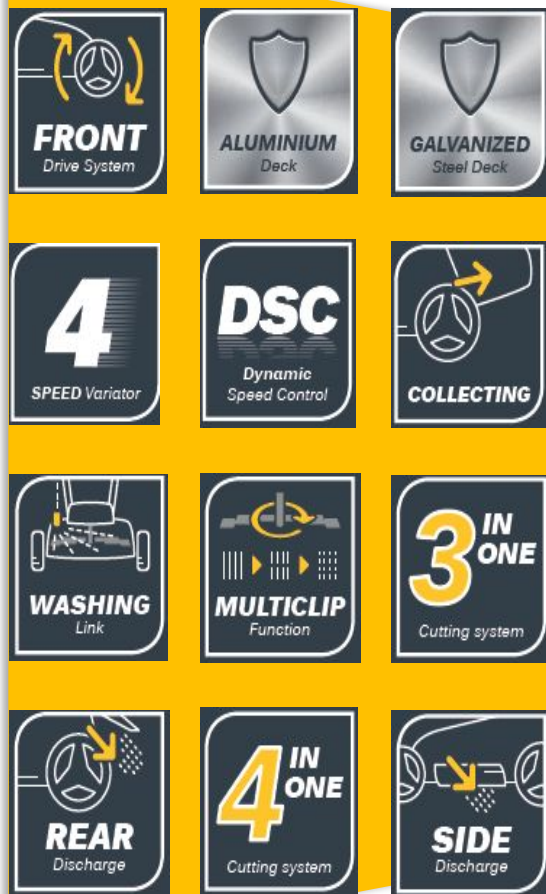 FRONT
Drive System
ALUMINIUM
Deck
GALVANIZED
Steel Deck
4
SPEED Variator
DSC
Dynamic
Speed Control
COLLECTING
WASHING
Link
MULTICLIP
Function
3 IN
ONE
Cutting system
REAR
Discharge
4 IN
ONE
Cutting system
SIDE
Discharge